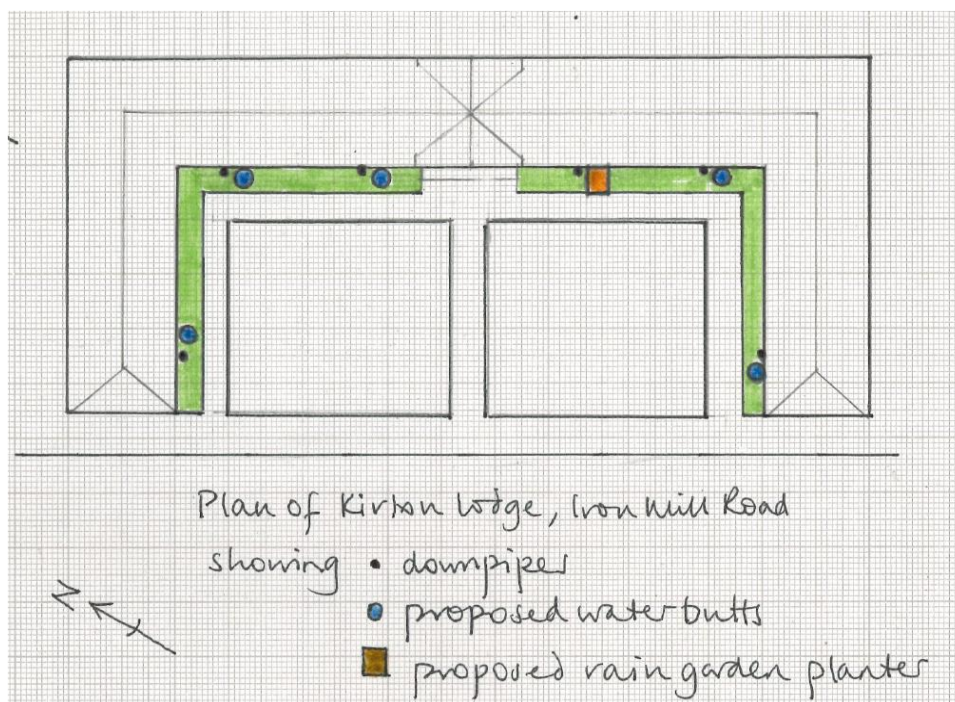 Plan of Kirton Lodge, Iron Mill Road
showing • downpipes
proposed water butts
proposed rain garden planter
N